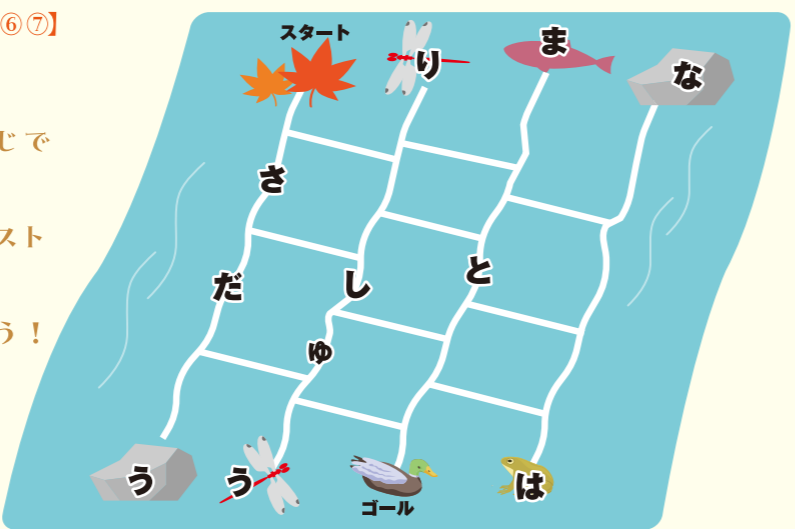 ⑥⑦】
じで
スト
う！
スタート
り
ま
な
さ
だ
し
と
ゆ
う
う
ゴール
は